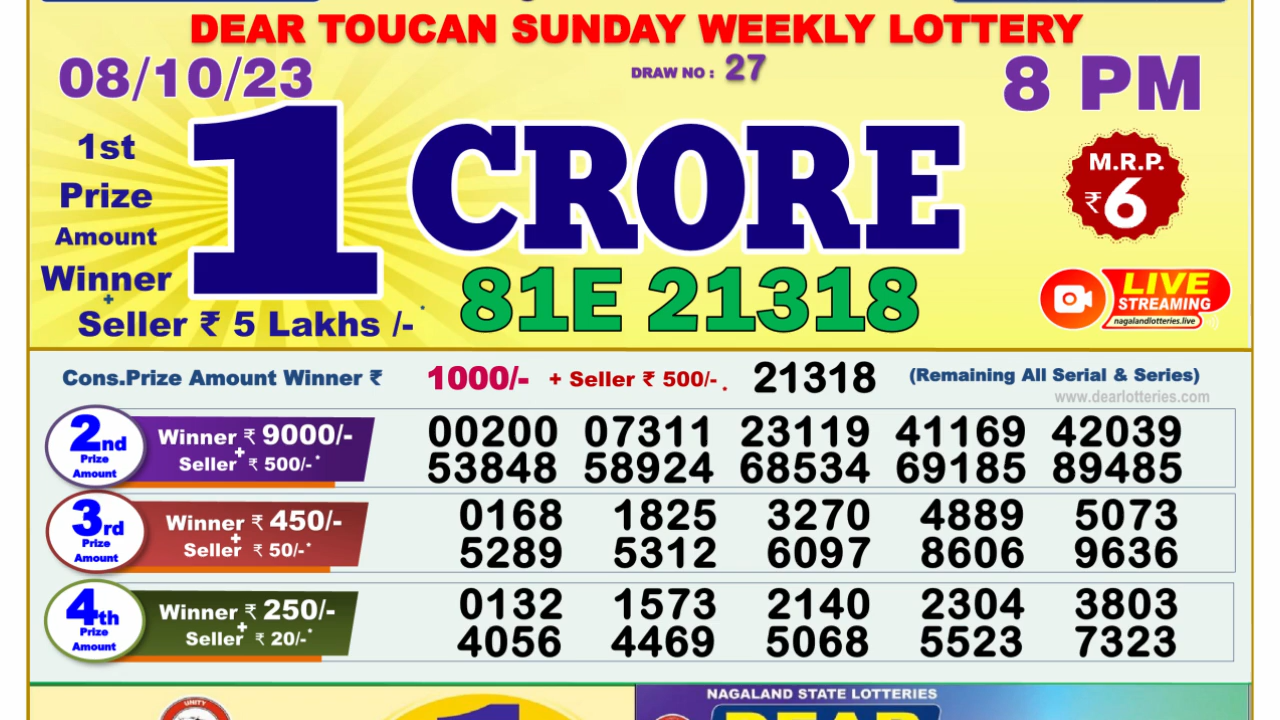 DEAR TOUCAN SUNDAY WEEKLY LOTTERY
08/10/23 DRAW NO : 27 8 PM
1st
Prize
Amount
Winner
+
Seller ₹ 5 Lakhs /- *
1 CRORE
81E 21318
M.R.P.
₹ 6
LIVE
STREAMING
nagalandlotteries.live
Cons.Prize Amount Winner ₹ 1000/- + Seller ₹ 500/- . 21318 (Remaining All Serial & Series)
www.dearlotteries.com
2nd
Prize
Amount
Winner ₹ 9000/-
+
Seller ₹ 500/- *
00200 07311 23119 41169 42039
53848 58924 68534 69185 89485
3rd
Prize
Amount
Winner ₹ 450/-
+
Seller ₹ 50/- *
0168 1825 3270 4889 5073
5289 5312 6097 8606 9636
4th
Prize
Amount
Winner ₹ 250/-
+
Seller ₹ 20/- *
0132 1573 2140 2304 3803
4056 4469 5068 5523 7323
UNITY
1
NAGALAND STATE LOTTERIES
DEAR